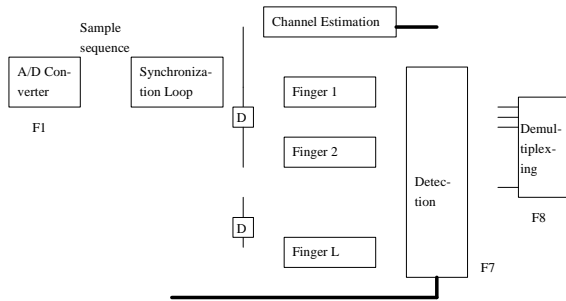 Sample
sequence
Channel Estimation
A/D Con-
verter
Synchroniza
tion Loop
Finger 1
D
F1
Finger 2
Detec-
tion
Demul-
tiplex-
ing
D
Finger L
F7
F8